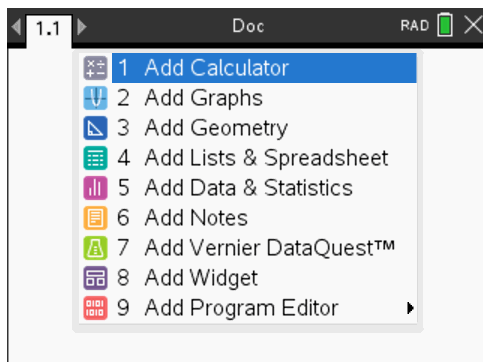 1.1 Doc RAD
1 Add Calculator
2 Add Graphs
3 Add Geometry
4 Add Lists & Spreadsheet
5 Add Data & Statistics
6 Add Notes
7 Add Vernier DataQuest™
8 Add Widget
9 Add Program Editor